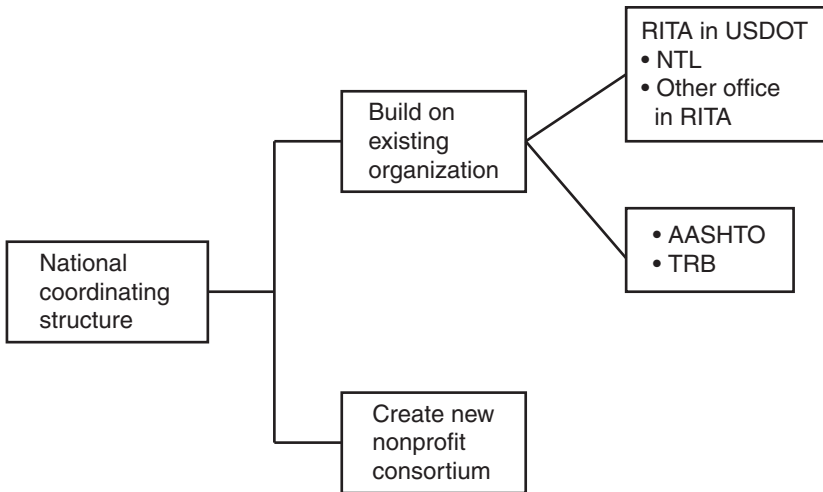 National
coordinating
structure
Build on
existing
organization
RITA in USDOT
• NTL
• Other office
in RITA
• AASHTO
• TRB
Create new
nonprofit
consortium